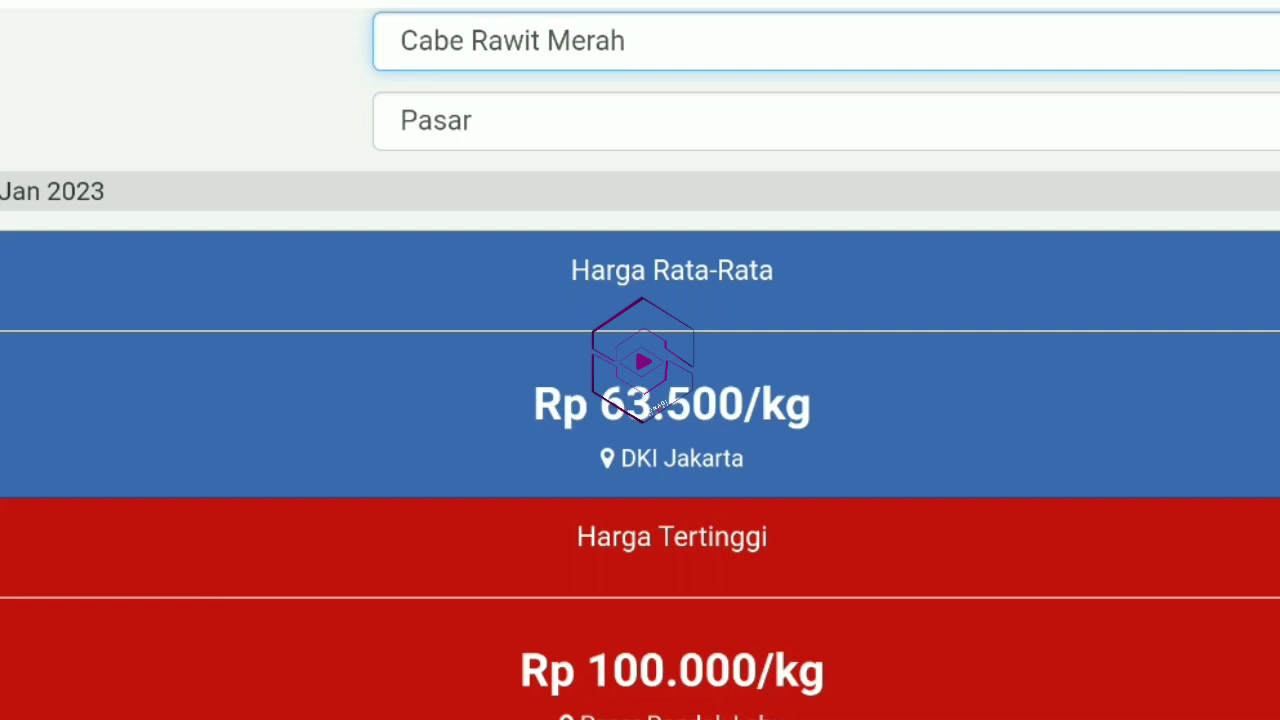 Cabe Rawit Merah
Pasar
Jan 2023
Harga Rata-Rata
Rp 63.500/kg
DKI Jakarta
Harga Tertinggi
Rp 100.000/kg